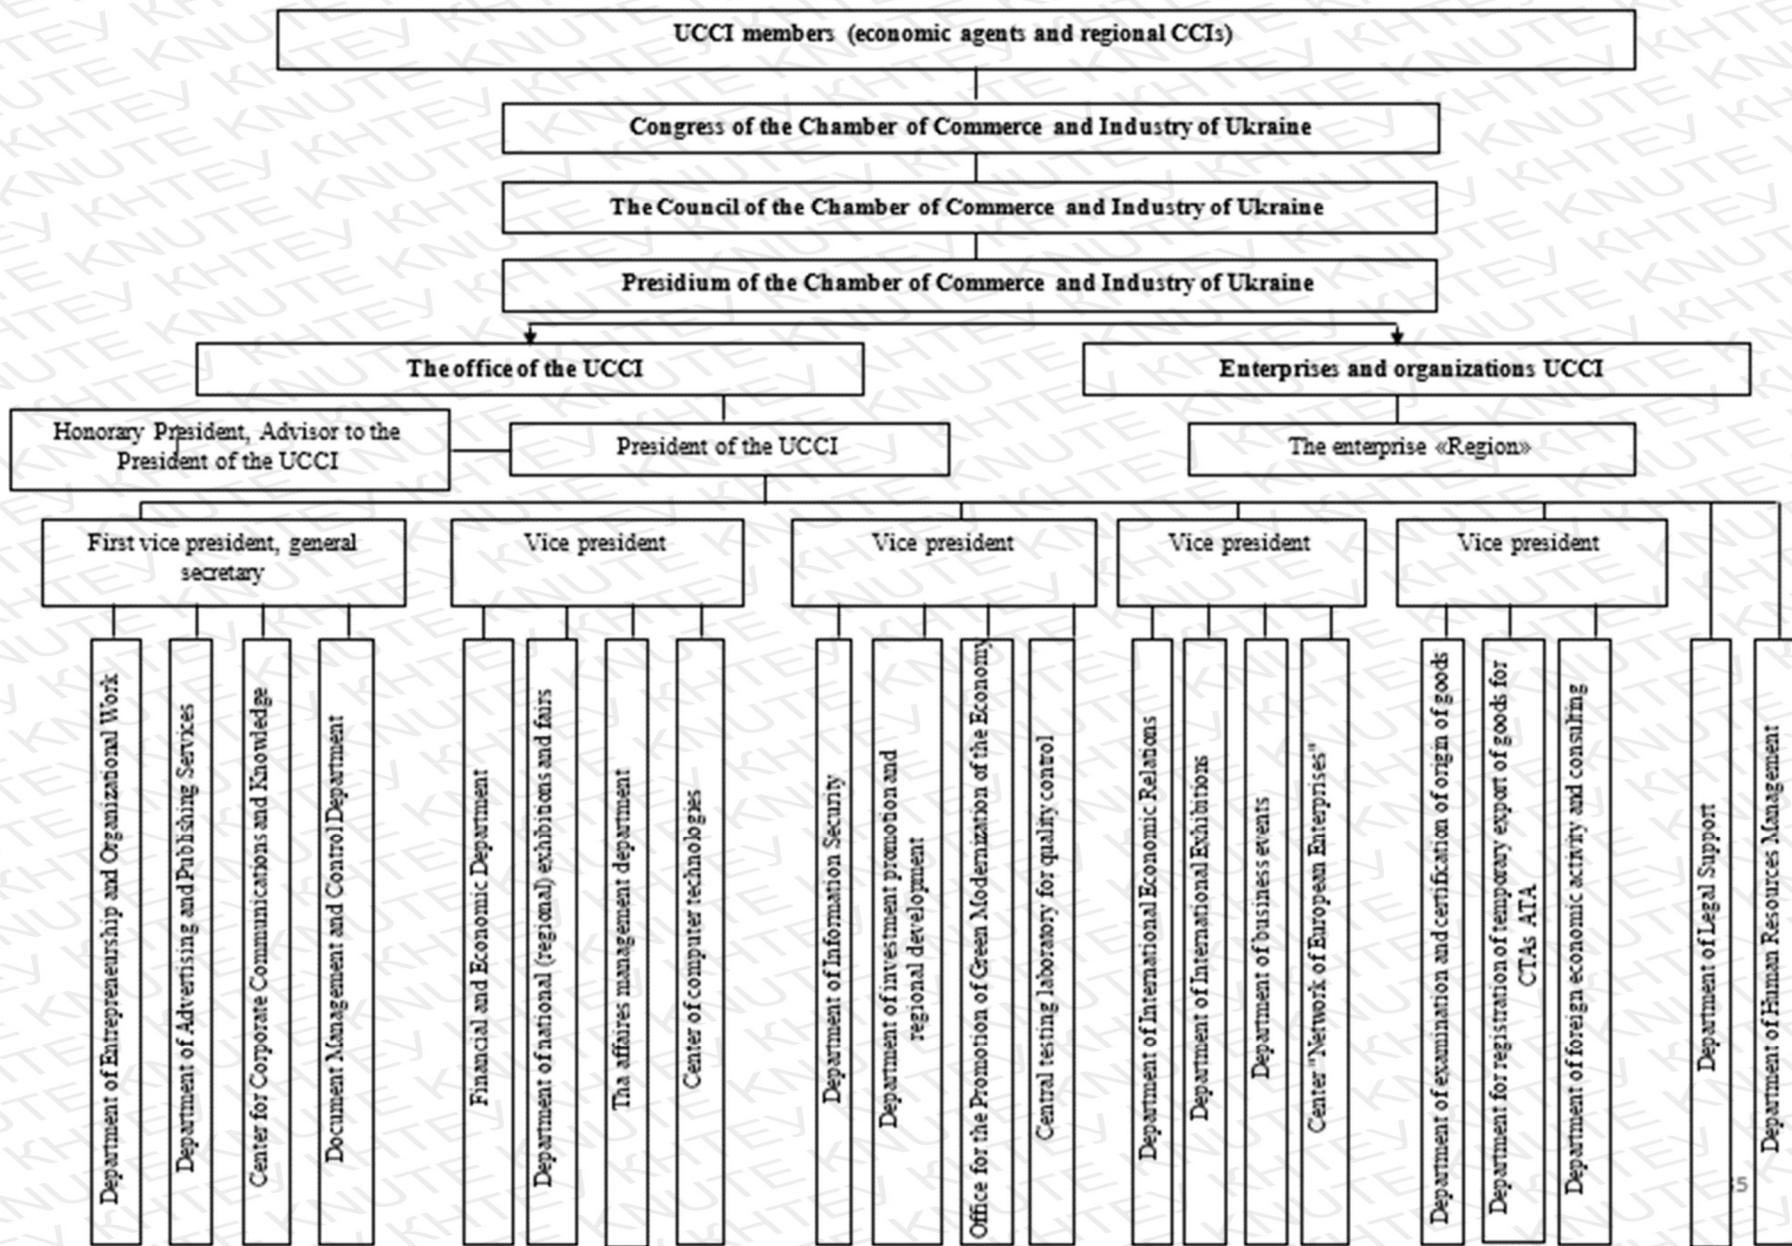 UCCI members (economic agents and regional CCIs)
Congress of the Chamber of Commerce and Industry of Ukraine
The Council of the Chamber of Commerce and Industry of Ukraine
Presidium of the Chamber of Commerce and Industry of Ukraine
The office of the UCCI
Enterprises and organizations UCCI
Honorary President, Advisor to the
President of the UCCI
President of the UCCI
The enterprise «Region»
First vice president, general
secretary
Vice president
Vice president
Vice president
Vice president
Department of Entrepreneurship and Organizational Work
Department of Advertising and Publishing Services
Center for Corporate Communications and Knowledge
Document Management and Control Department
Financial and Economic Department
Department of national (regional) exhibitions and fairs
Tha affaires management department
Center of computer technologies
Department of Information Security
Department of investment promotion and
regional development
Office for the Promotion of Green Modernization of the Economy
Central testing laboratory for quality control
Department of International Economic Relations
Department of International Exhibitions
Department of business events
Center "Network of European Enterprises"
Department of examination and certification of origin of goods
Department for registration of temporary export of goods for
CTAs ATA
Department of foreign economic activity and consulting
Department of Legal Support
Department of Human Resources Management